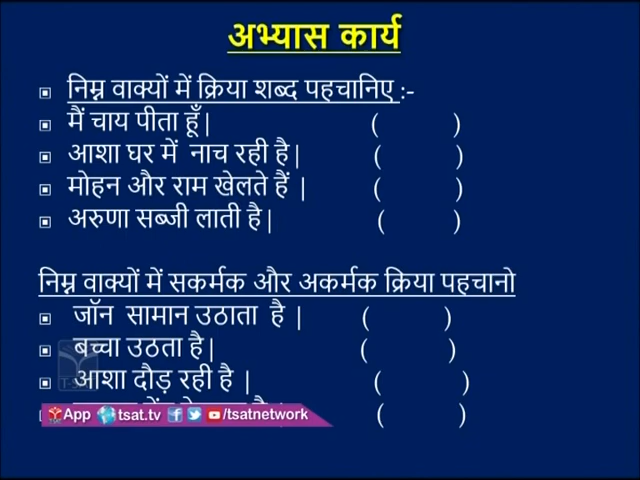 अभ्यास कार्य
निम्न वाक्यों में क्रिया शब्द पहचानिए :-
मैं चाय पीता हूँ| ( )
आशा घर में नाच रही है| ( )
मोहन और राम खेलते हैं | ( )
अरुणा सब्जी लाती है| ( )
निम्न वाक्यों में सकर्मक और अकर्मक क्रिया पहचानो
जॉन सामान उठाता है | ( )
बच्चा उठता है| ( )
आशा दौड़ रही है | ( )
( )
App tsat.tv /tsatnetwork